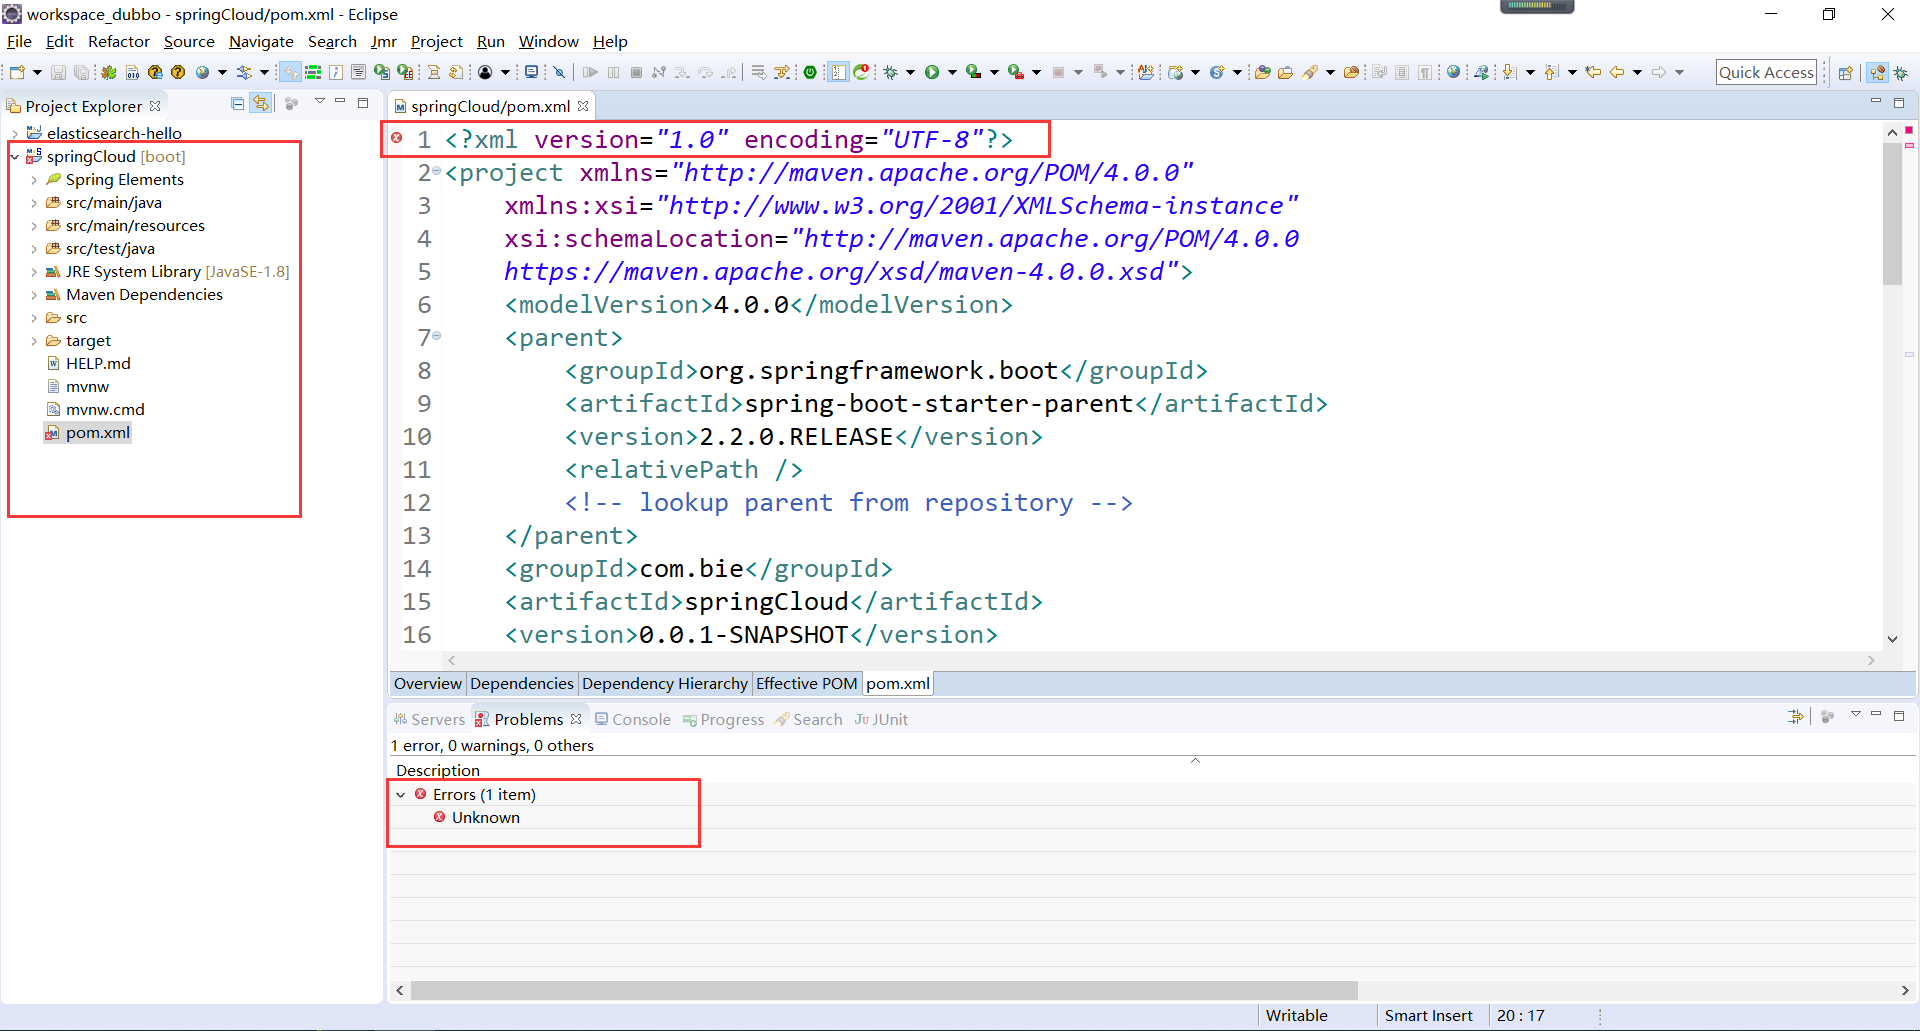 workspace_dubbo - springCloud/pom.xml - Eclipse
File Edit Refactor Source Navigate Search Jmr Project Run Window Help
Quick Access
Project Explorer
elasticsearch-hello
springCloud [boot]
Spring Elements
src/main/java
src/main/resources
src/test/java
JRE System Library [JavaSE-1.8]
Maven Dependencies
src
target
HELP.md
mvnw
mvnw.cmd
pom.xml
springCloud/pom.xml
1 <?xml version="1.0" encoding="UTF-8"?>
2 <project xmlns="http://maven.apache.org/POM/4.0.0"
3 xmlns:xsi="http://www.w3.org/2001/XMLSchema-instance"
4 xsi:schemaLocation="http://maven.apache.org/POM/4.0.0
5 https://maven.apache.org/xsd/maven-4.0.0.xsd">
6 <modelVersion>4.0.0</modelVersion>
7 <parent>
8 <groupId>org.springframework.boot</groupId>
9 <artifactId>spring-boot-starter-parent</artifactId>
10 <version>2.2.0.RELEASE</version>
11 <relativePath />
12 <!-- lookup parent from repository -->
13 </parent>
14 <groupId>com.bie</groupId>
15 <artifactId>springCloud</artifactId>
16 <version>0.0.1-SNAPSHOT</version>
Overview Dependencies Dependency Hierarchy Effective POM pom.xml
Servers Problems Console Progress Search JUnit
1 error, 0 warnings, 0 others
Description
Errors (1 item)
Unknown
Writable Smart Insert 20 : 17